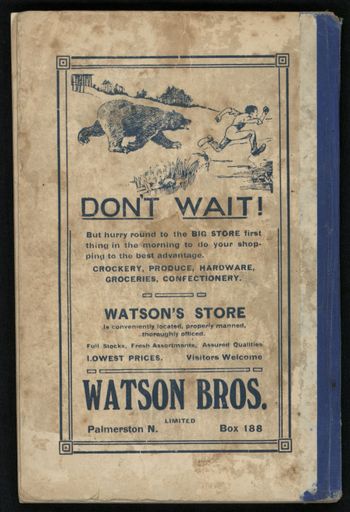 DONT WAIT!
But hurry round to the BIG STORE first
thing in the morning to do your shop-
ping to the best advantage.
CROCKERY, PRODUCE, HARDWARE,
GROCERIES, CONFECTIONERY.
WATSON'S STORE
Is conveniently located, properly manned,
thoroughly officed.
Full Stocks, Fresh Assortments, Assured Qualities
LOWEST PRICES. Visitors Welcome
WATSON BROS.
LIMITED
Palmerston N. Box 188